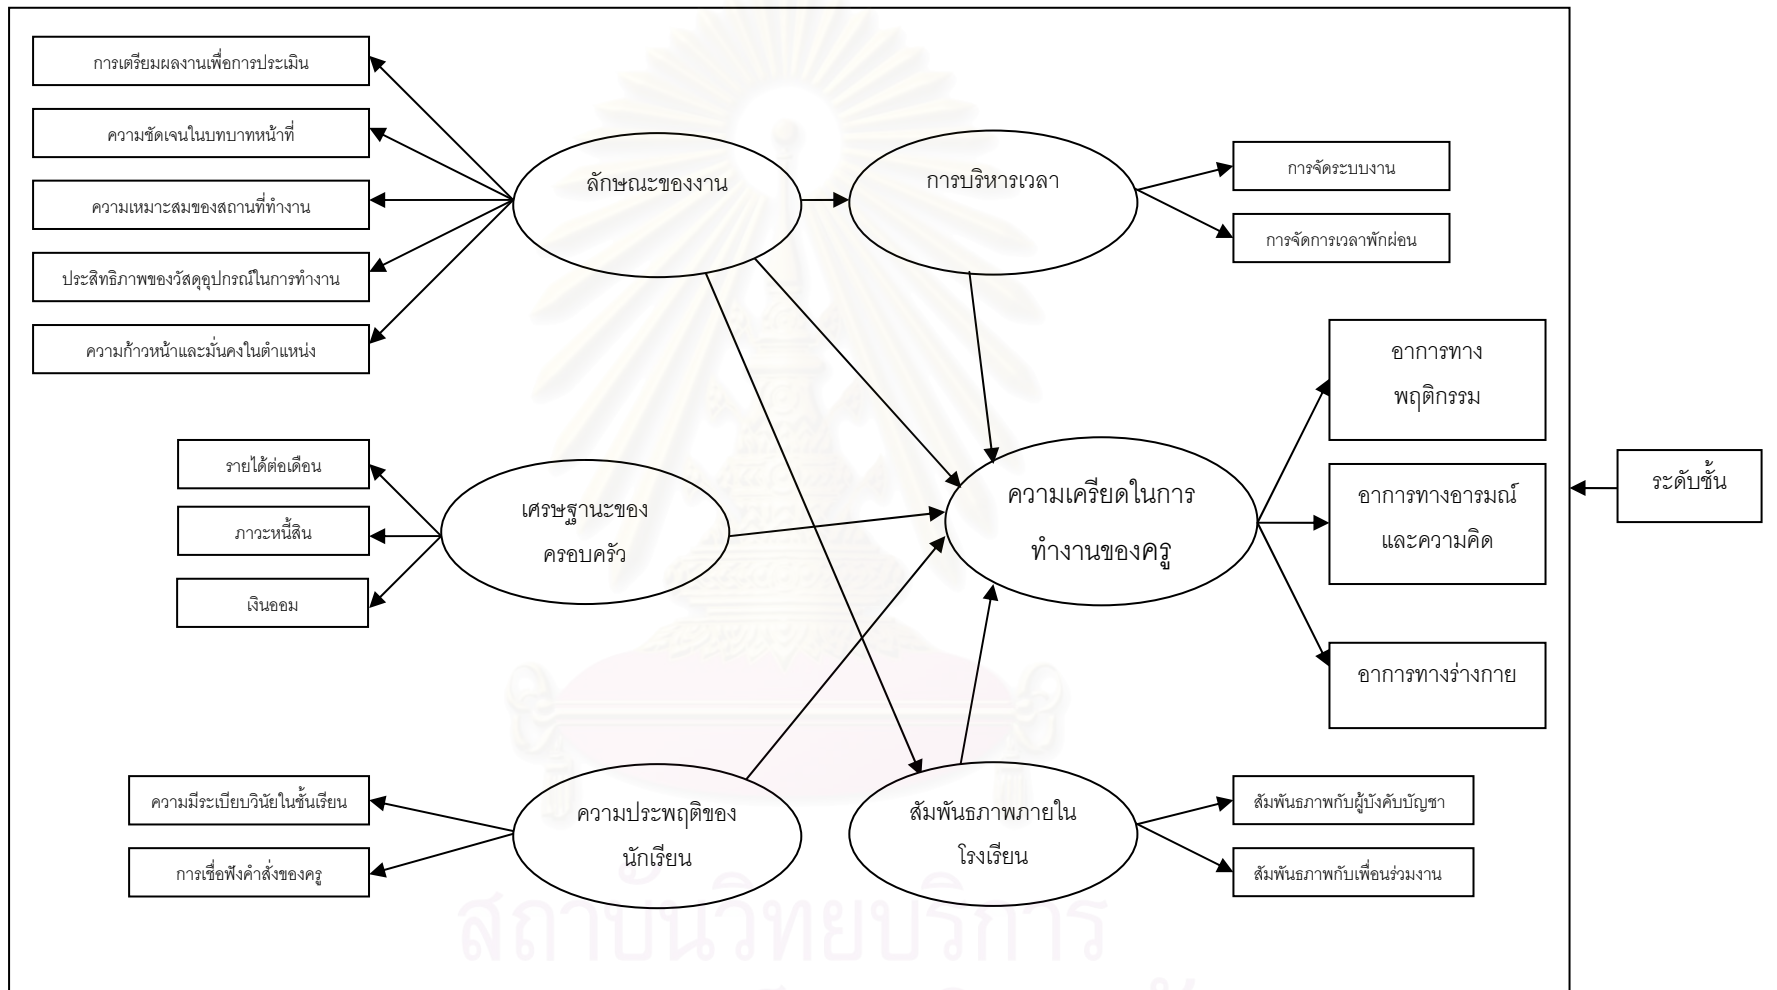 การเตรียมผลงานเพื่อการประเมิน
ความชัดเจนในบทบาทหน้าที่
ความเหมาะสมของสถานที่ทำงาน
ประสิทธิภาพของวัสดุอุปกรณ์ในการทำงาน
ความก้าวหน้าและมั่นคงในตำแหน่ง
ลักษณะของงาน
การบริหารเวลา
การจัดระบบงาน
การจัดการเวลาพักผ่อน
อาการทาง
พฤติกรรม
รายได้ต่อเดือน
ภาวะหนี้สิน
เงินออม
เศรษฐานะของ
ครอบครัว
ความเครียดในการ
ทำงานของครู
อาการทางอารมณ์
และความคิด
ระดับชั้น
อาการทางร่างกาย
ความมีระเบียบวินัยในชั้นเรียน
การเชื่อฟังคำสั่งของครู
ความประพฤติของ
นักเรียน
สัมพันธภาพภายใน
โรงเรียน
สัมพันธภาพกับผู้บังคับบัญชา
สัมพันธภาพกับเพื่อนร่วมงาน
สถาบันวิทยบริการ